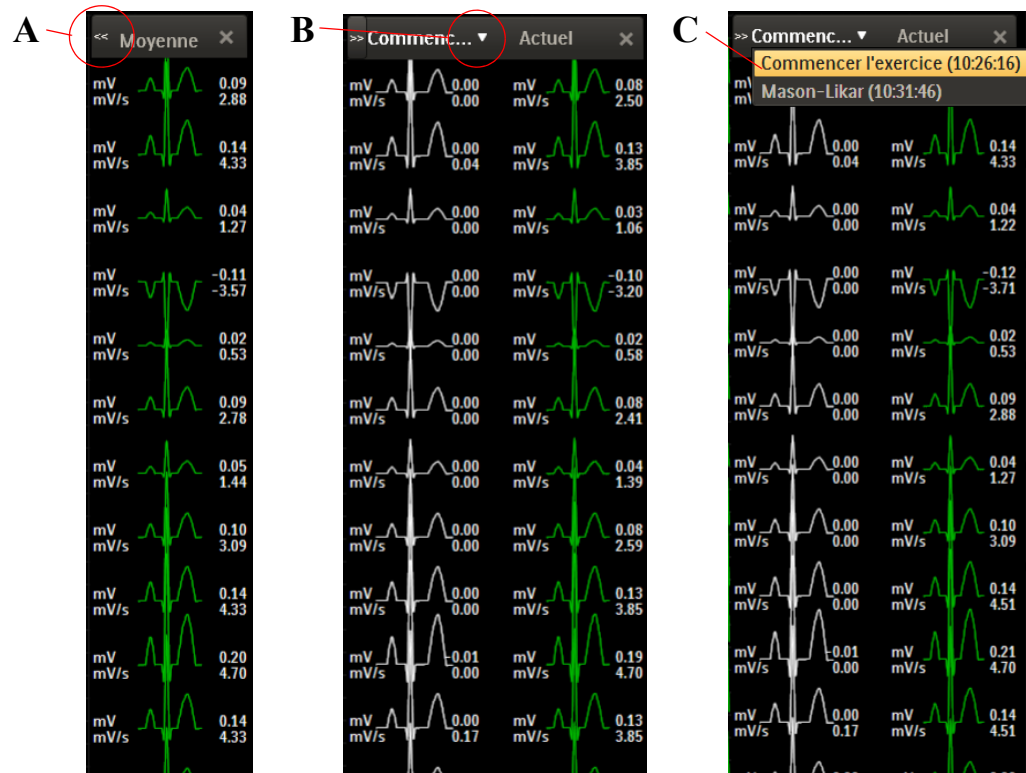 A
<< Moyenne ×
mV 0.09
mV/s 2.88
0.14
4.33
mV 0.04
mV/s 1.27
mV -0.11
mV/s -3.57
mV 0.02
mV/s 0.53
mV 0.09
mV/s 2.78
mV 0.05
mV/s 1.44
mV 0.10
mV/s 3.09
mV 0.14
mV/s 4.33
mV 0.20
mV/s 4.70
mV 0.14
mV/s 4.33
B
>> Commenc... ▼ Actuel ×
mV 0.00 mV 0.08
mV/s 0.00 mV/s 2.50
mV 0.00 mV 0.13
mV/s 0.04 mV/s 3.85
mV 0.00 mV 0.03
mV/s 0.00 mV/s 1.06
mV 0.00 mV -0.10
mV/s 0.00 mV/s -3.20
mV 0.00 mV 0.02
mV/s 0.00 mV/s 0.58
mV 0.00 mV 0.08
mV/s 0.00 mV/s 2.41
mV 0.00 mV 0.04
mV/s 0.00 mV/s 1.39
mV 0.00 mV 0.08
mV/s 0.00 mV/s 2.59
mV 0.00 mV 0.13
mV/s 0.00 mV/s 3.85
mV -0.01 mV 0.19
mV/s 0.00 mV/s 4.70
mV 0.00 mV 0.13
mV/s 0.17 mV/s 3.85
C
>> Commenc... ▼ Actuel ×
Commencer l'exercice (10:26:16)
Mason-Likar (10:31:46)
mV 0.00 mV 0.14
mV/s 0.04 mV/s 4.33
mV 0.00 mV 0.04
mV/s 0.00 mV/s 1.22
mV 0.00 mV -0.12
mV/s 0.00 mV/s -3.71
mV 0.00 mV 0.02
mV/s 0.00 mV/s 0.53
mV 0.00 mV 0.09
mV/s 0.00 mV/s 2.88
mV 0.00 mV 0.04
mV/s 0.00 mV/s 1.27
mV 0.00 mV 0.10
mV/s 0.00 mV/s 3.09
mV 0.00 mV 0.14
mV/s 0.00 mV/s 4.51
mV -0.01 mV 0.21
mV/s 0.00 mV/s 4.70
mV 0.00 mV 0.14
mV/s 0.17 mV/s 4.51